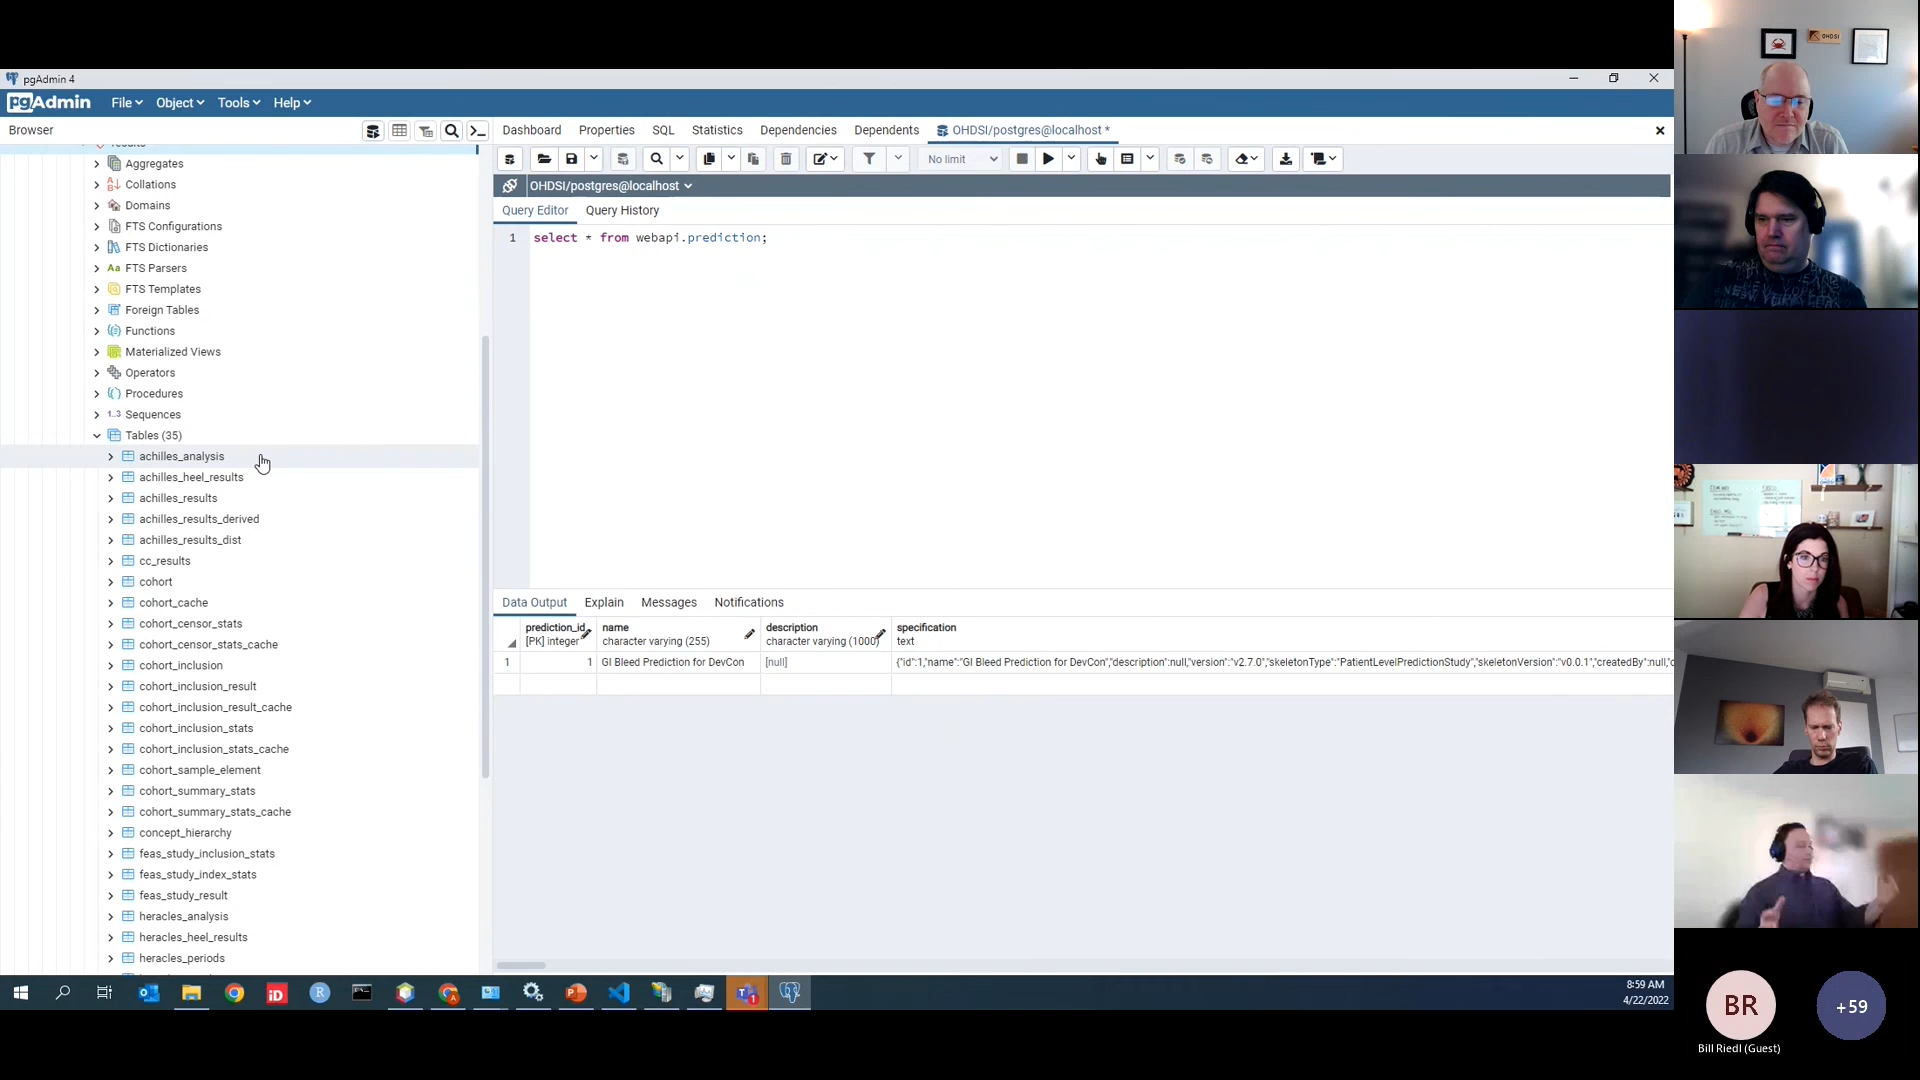 pgAdmin 4
pgAdmin File Object Tools Help
Browser
Dashboard Properties SQL Statistics Dependencies Dependents OHDSI/postgres@localhost *
No limit
OHDSI/postgres@localhost
Query Editor Query History
1 select * from webapi.prediction;
results
Aggregates
Collations
Domains
FTS Configurations
FTS Dictionaries
Aa FTS Parsers
FTS Templates
Foreign Tables
Functions
Materialized Views
Operators
Procedures
1..3 Sequences
Tables (35)
achilles_analysis
achilles_heel_results
achilles_results
achilles_results_derived
achilles_results_dist
cc_results
cohort
cohort_cache
cohort_censor_stats
cohort_censor_stats_cache
cohort_inclusion
cohort_inclusion_result
cohort_inclusion_result_cache
cohort_inclusion_stats
cohort_inclusion_stats_cache
cohort_sample_element
cohort_summary_stats
cohort_summary_stats_cache
concept_hierarchy
feas_study_inclusion_stats
feas_study_index_stats
feas_study_result
heracles_analysis
heracles_heel_results
heracles_periods
Data Output Explain Messages Notifications
prediction_id name description specification
[PK] integer character varying (255) character varying (1000) text
1 1 GI Bleed Prediction for DevCon [null] {"id":1,"name":"GI Bleed Prediction for DevCon","description":null,"version":"v2.7.0","skeletonType":"PatientLevelPredictionStudy","skeletonVersion":"v0.0.1","createdBy":null,"c
8:59 AM
4/22/2022
OHDSI
BR
+59
Bill Riedl (Guest)